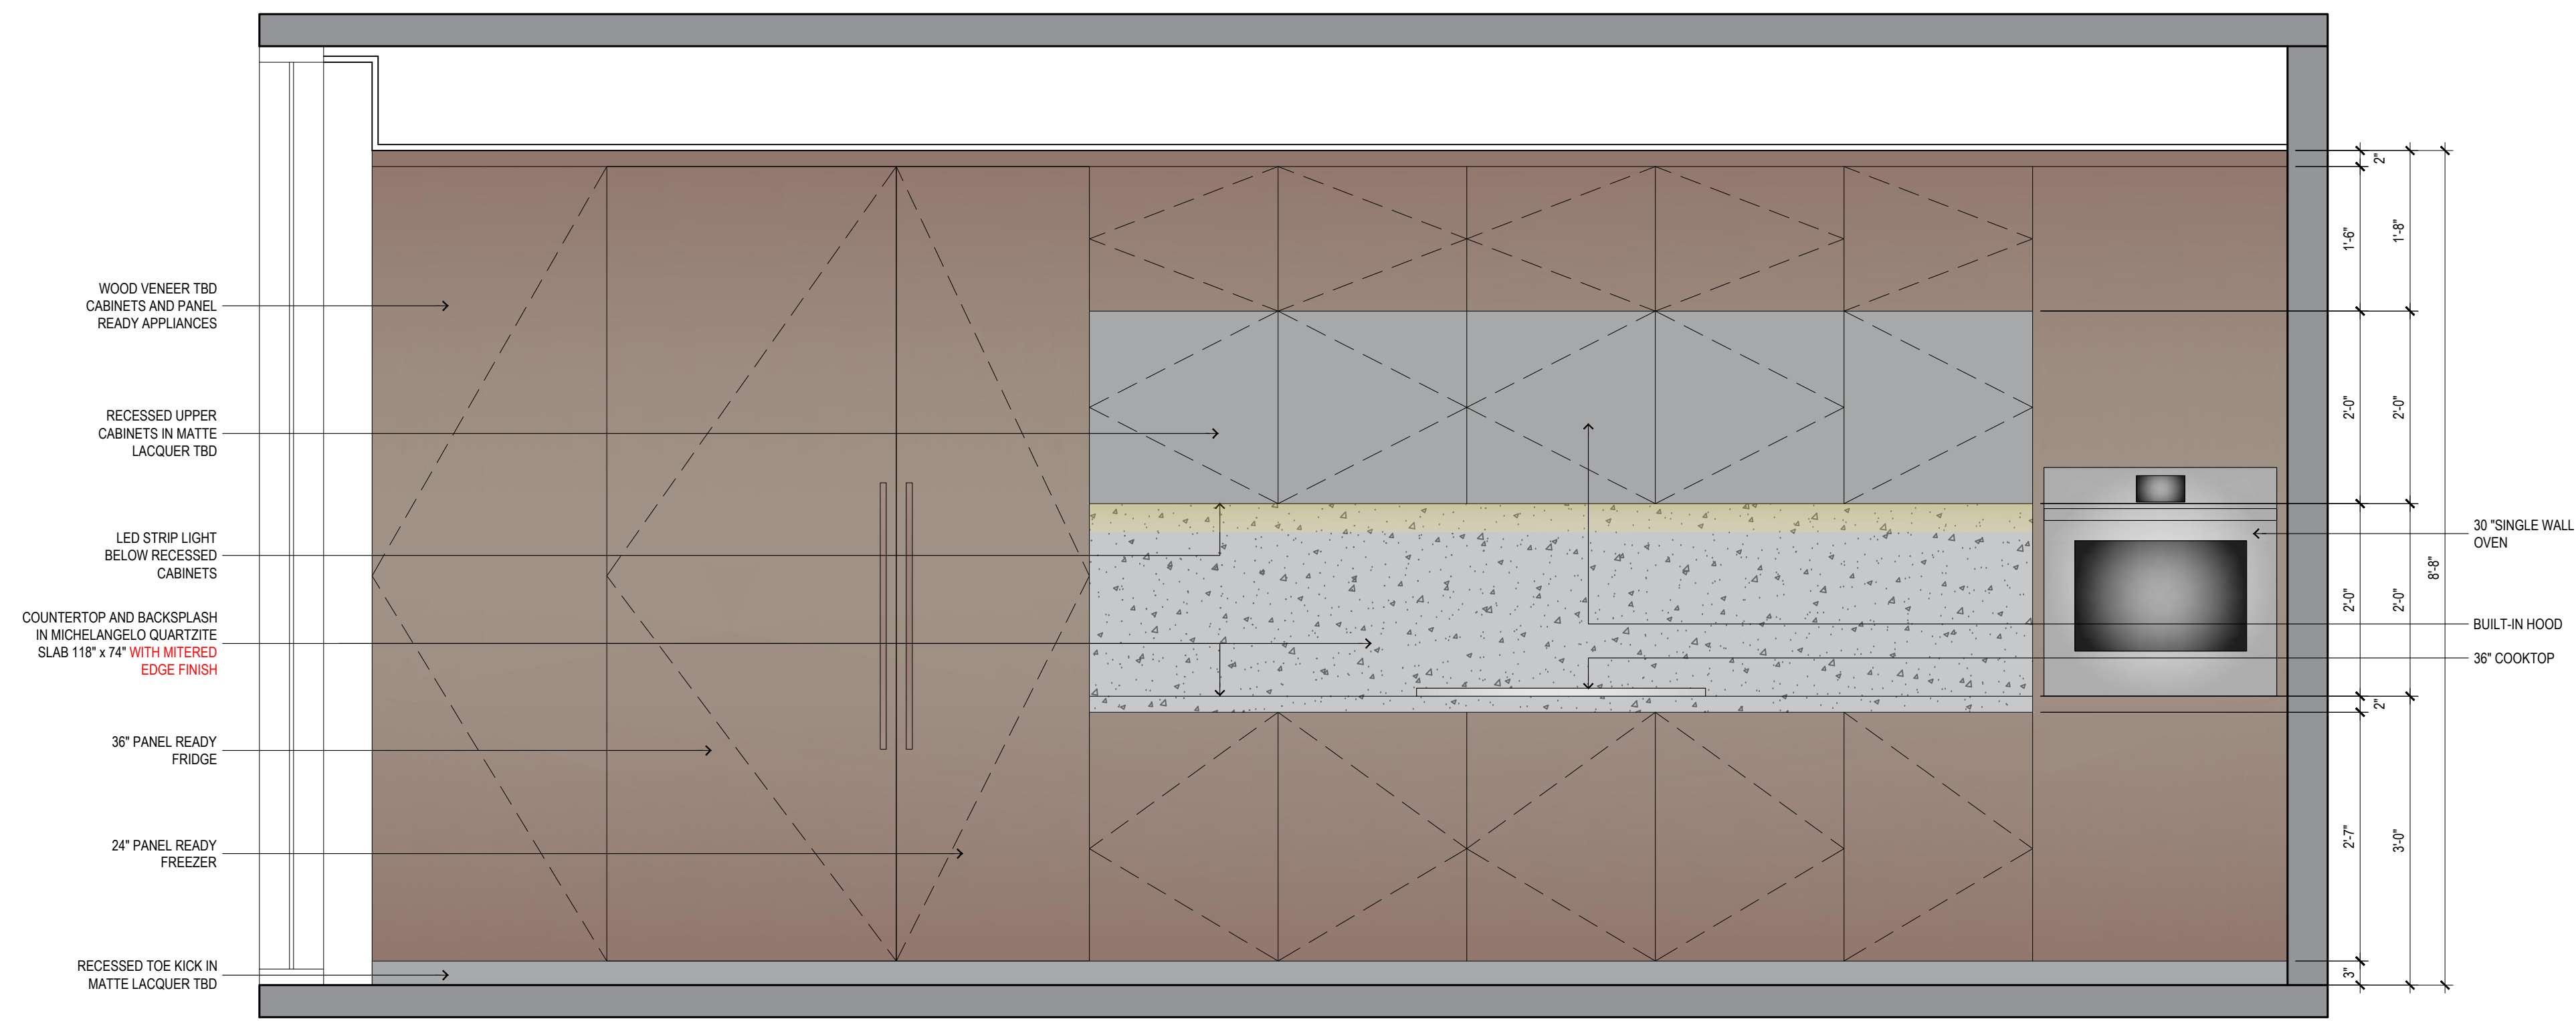 WOOD VENEER TBD
CABINETS AND PANEL
READY APPLIANCES
RECESSED UPPER
CABINETS IN MATTE
LACQUER TBD
LED STRIP LIGHT
BELOW RECESSED
CABINETS
COUNTERTOP AND BACKSPLASH
IN MICHELANGELO QUARTZITE
SLAB 118" x 74" WITH MITERED
EDGE FINISH
36" PANEL READY
FRIDGE
24" PANEL READY
FREEZER
RECESSED TOE KICK IN
MATTE LACQUER TBD
2"
1'-6"
2'-0"
2'-0"
2"
2'-7"
3"
1'-8"
2'-0"
2'-0"
3'-0"
8'-8"
30 "SINGLE WALL
OVEN
BUILT-IN HOOD
36" COOKTOP